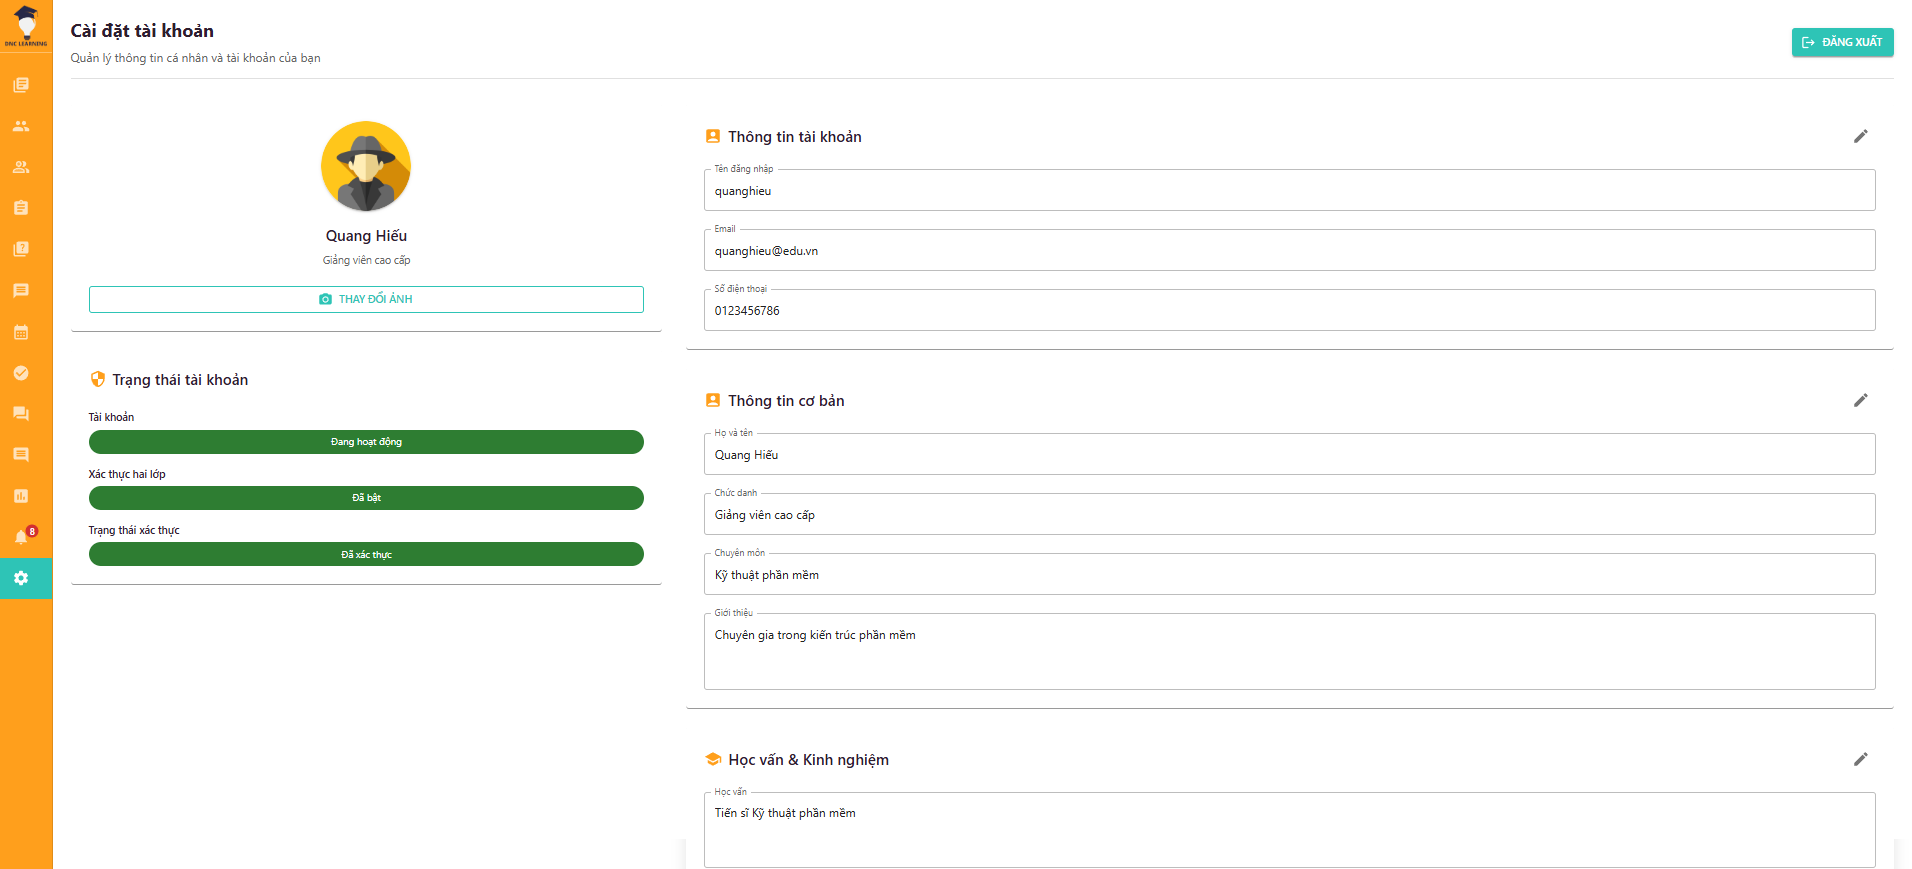 DNC LEARNING
Cài đặt tài khoản
Quản lý thông tin cá nhân và tài khoản của bạn
ĐĂNG XUẤT
Quang Hiếu
Giảng viên cao cấp
THAY ĐỔI ẢNH
Trạng thái tài khoản
Tài khoản
Đang hoạt động
Xác thực hai lớp
Đã bật
Trạng thái xác thực
Đã xác thực
8
Thông tin tài khoản
Tên đăng nhập
quanghieu
Email
quanghieu@edu.vn
Số điện thoại
0123456786
Thông tin cơ bản
Họ và tên
Quang Hiếu
Chức danh
Giảng viên cao cấp
Chuyên môn
Kỹ thuật phần mềm
Giới thiệu
Chuyên gia trong kiến trúc phần mềm
Học vấn & Kinh nghiệm
Học vấn
Tiến sĩ Kỹ thuật phần mềm